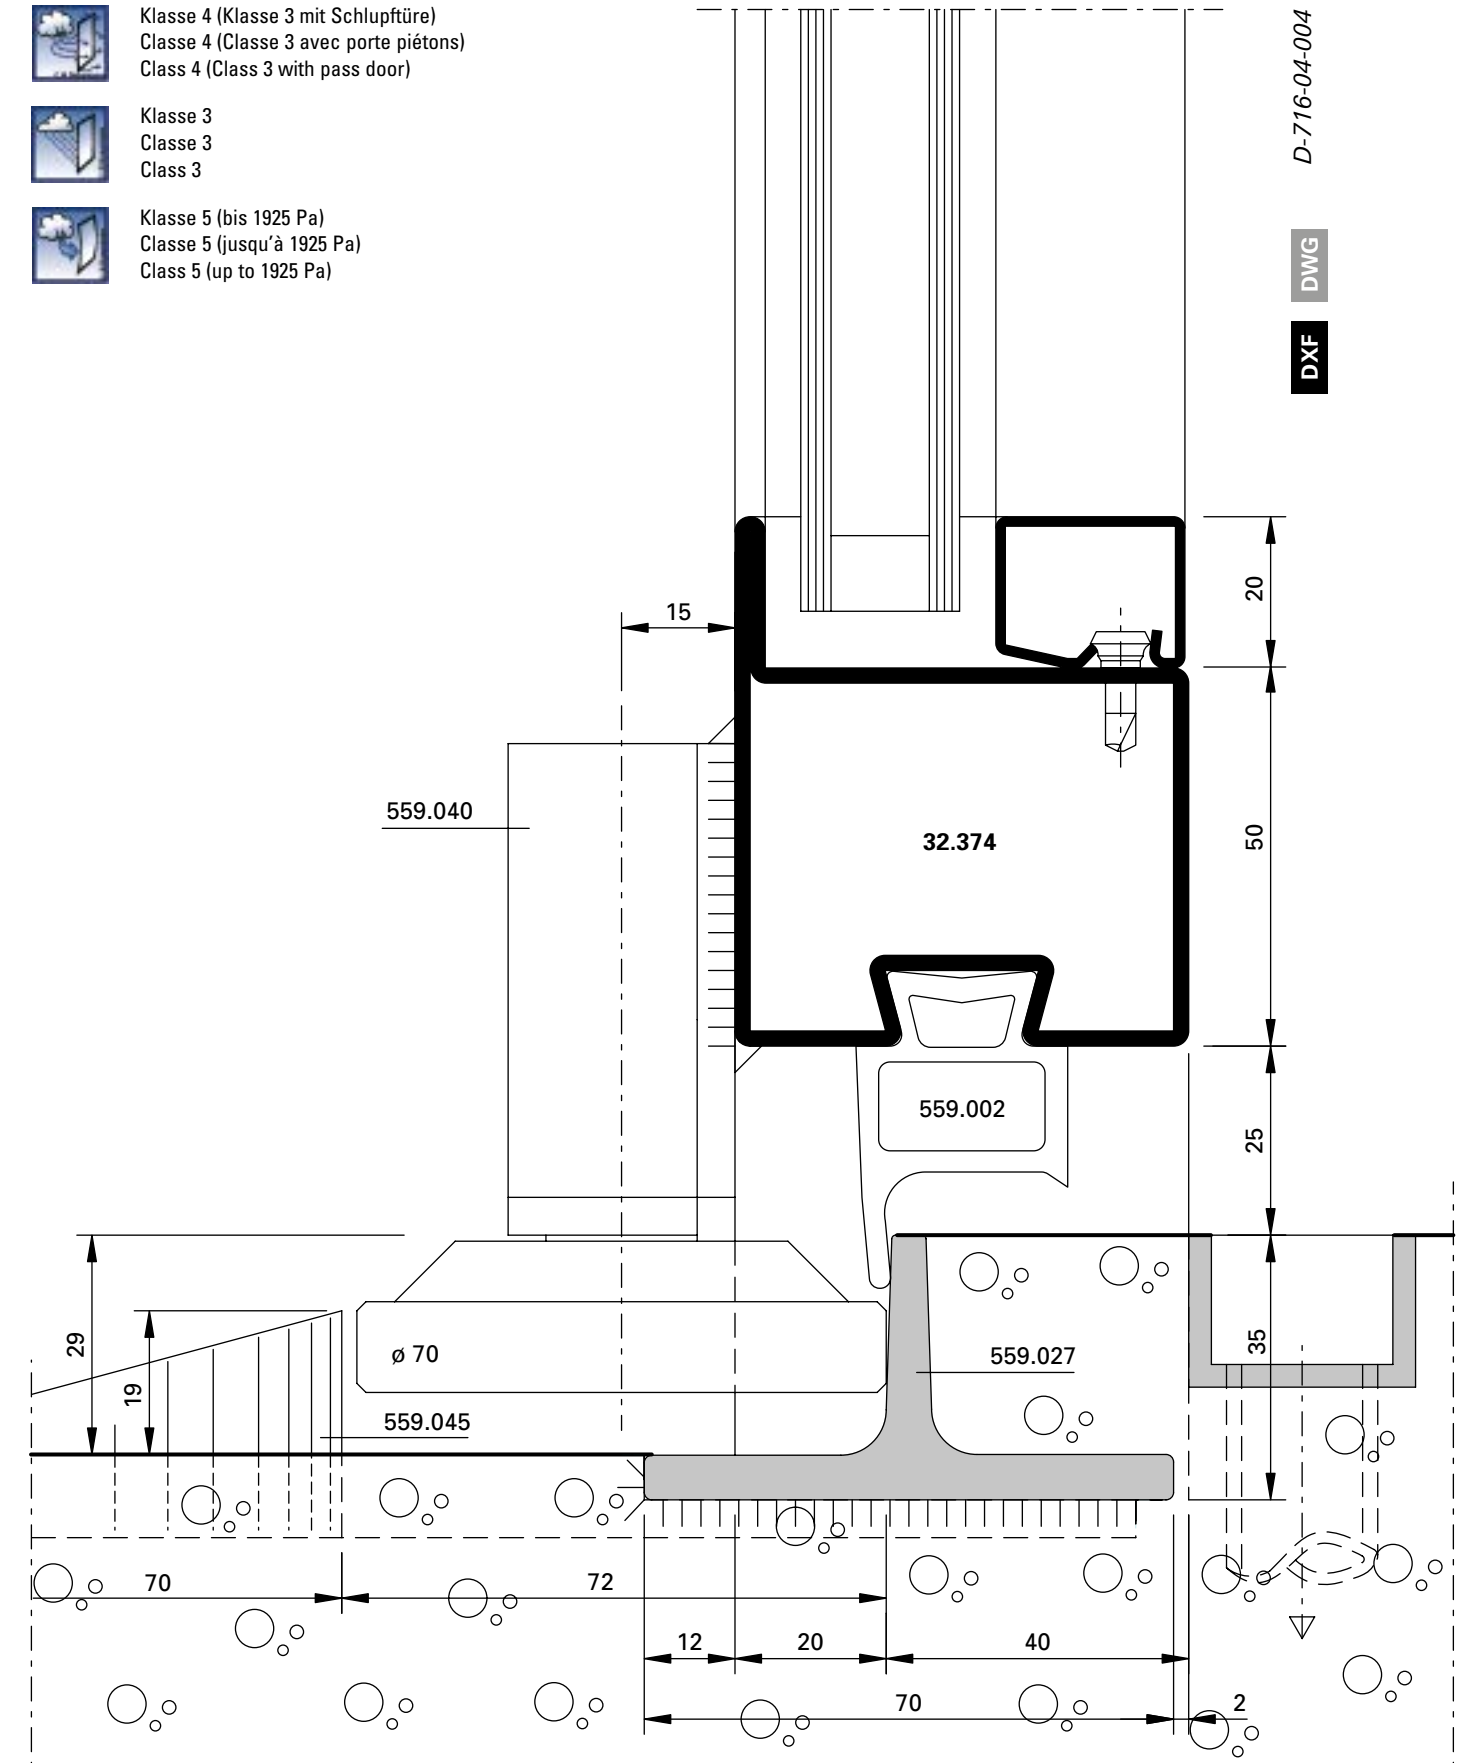 Klasse 4 (Klasse 3 mit Schlupftüre)
Classe 4 (Classe 3 avec porte piétons)
Class 4 (Class 3 with pass door)
Klasse 3
Classe 3
Class 3
Klasse 5 (bis 1925 Pa)
Classe 5 (jusqu'à 1925 Pa)
Class 5 (up to 1925 Pa)
D-716-04-004
DWG
DXF
20
15
559.040
32.374
50
559.002
25
29
19
ø 70
559.027
35
559.045
70
72
12
20
40
70
2